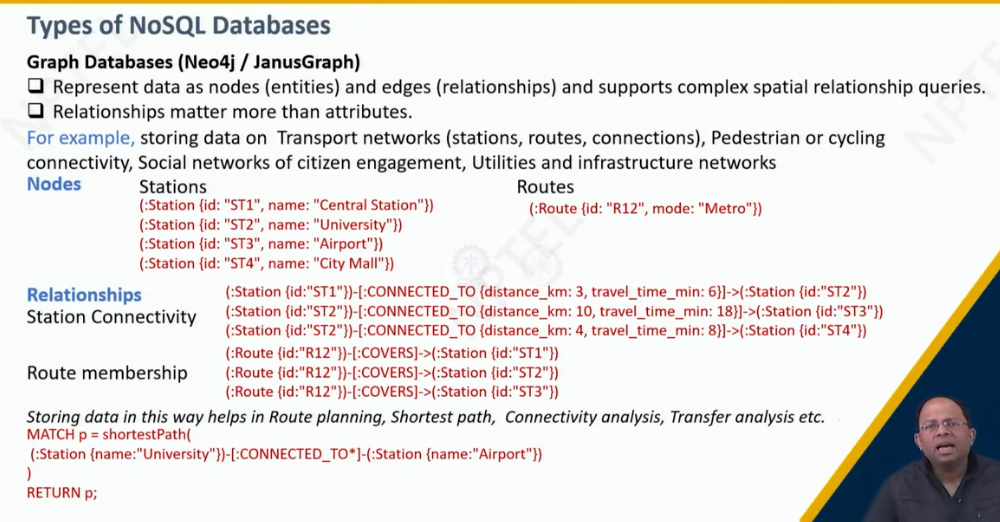 Types of NoSQL Databases
Graph Databases (Neo4j / JanusGraph)
Represent data as nodes (entities) and edges (relationships) and supports complex spatial relationship queries.
Relationships matter more than attributes.
For example, storing data on Transport networks (stations, routes, connections), Pedestrian or cycling
connectivity, Social networks of citizen engagement, Utilities and infrastructure networks
Nodes
Stations
(:Station {id: "ST1", name: "Central Station"})
(:Station {id: "ST2", name: "University"})
(:Station {id: "ST3", name: "Airport"})
(:Station {id: "ST4", name: "City Mall"})
Routes
(:Route {id: "R12", mode: "Metro"})
Relationships
Station Connectivity
(:Station {id:"ST1"})-[:CONNECTED_TO {distance_km: 3, travel_time_min: 6}]->(:Station {id:"ST2"})
(:Station {id:"ST2"})-[:CONNECTED_TO {distance_km: 10, travel_time_min: 18}]->(:Station {id:"ST3"})
(:Station {id:"ST2"})-[:CONNECTED_TO {distance_km: 4, travel_time_min: 8}]->(:Station {id:"ST4"})
Route membership
(:Route {id:"R12"})-[:COVERS]->(:Station {id:"ST1"})
(:Route {id:"R12"})-[:COVERS]->(:Station {id:"ST2"})
(:Route {id:"R12"})-[:COVERS]->(:Station {id:"ST3"})
Storing data in this way helps in Route planning, Shortest path, Connectivity analysis, Transfer analysis etc.
MATCH p = shortestPath(
(:Station {name:"University"})-[:CONNECTED_TO*]-(:Station {name:"Airport"})
)
RETURN p;
NPTEL